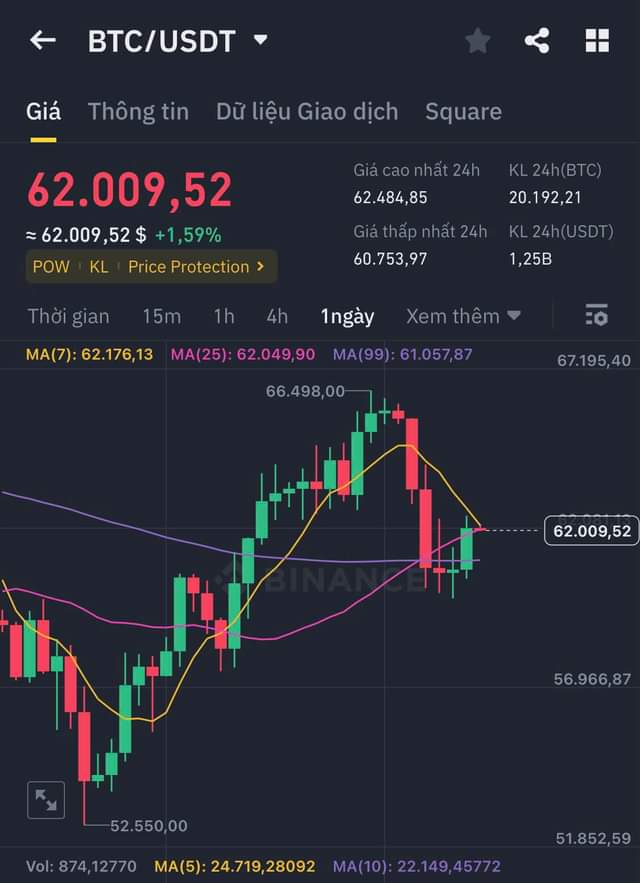 BTC/USDT
Giá Thông tin Dữ liệu Giao dịch Square
62.009,52
≈ 62.009,52 $ +1,59%
POW KL Price Protection
Giá cao nhất 24h KL 24h(BTC)
62.484,85 20.192,21
Giá thấp nhất 24h KL 24h(USDT)
60.753,97 1,25B
Thời gian 15m 1h 4h 1ngày Xem thêm
MA(7): 62.176,13 MA(25): 62.049,90 MA(99): 61.057,87
67.195,40
66.498,00
62.009,52
BINANCE
56.966,87
52.550,00
51.852,59
Vol: 874,12770 MA(5): 24.719,28092 MA(10): 22.149,45772